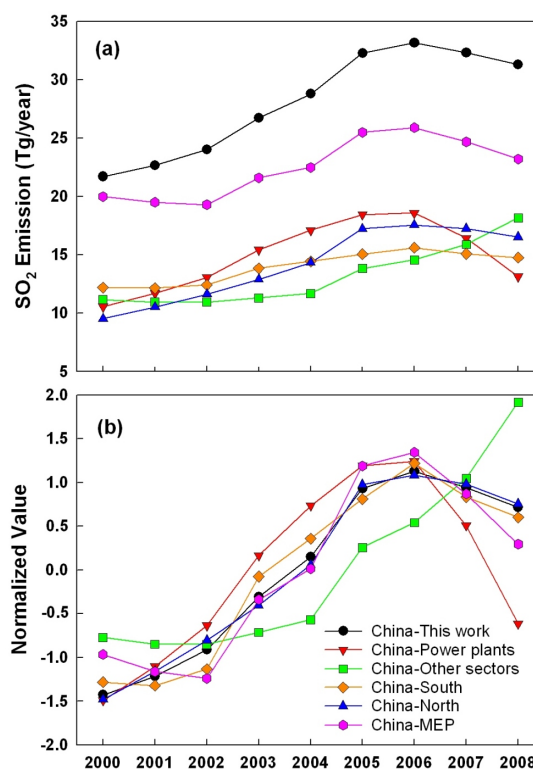 (a)
SO2 Emission (Tg/year)
35
30
25
20
15
10
5
(b)
Normalized Value
2.0
1.5
1.0
0.5
0.0
-0.5
-1.0
-1.5
-2.0
China-This work
China-Power plants
China-Other sectors
China-South
China-North
China-MEP
2000 2001 2002 2003 2004 2005 2006 2007 2008